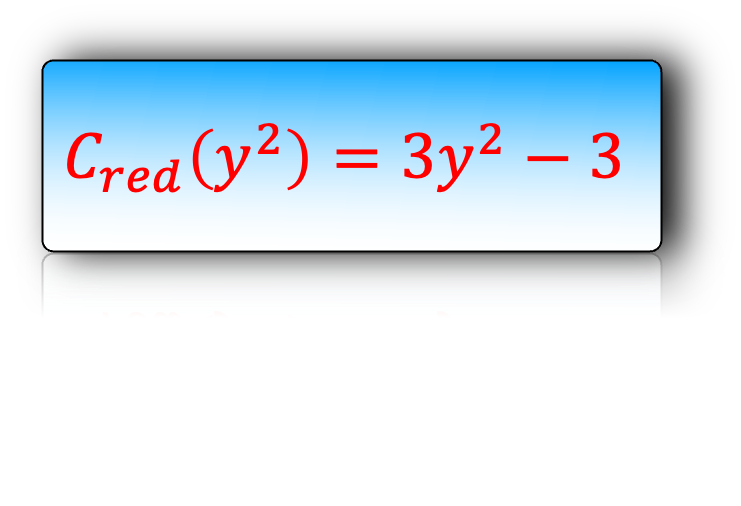 C_red(y²) = 3y² − 3